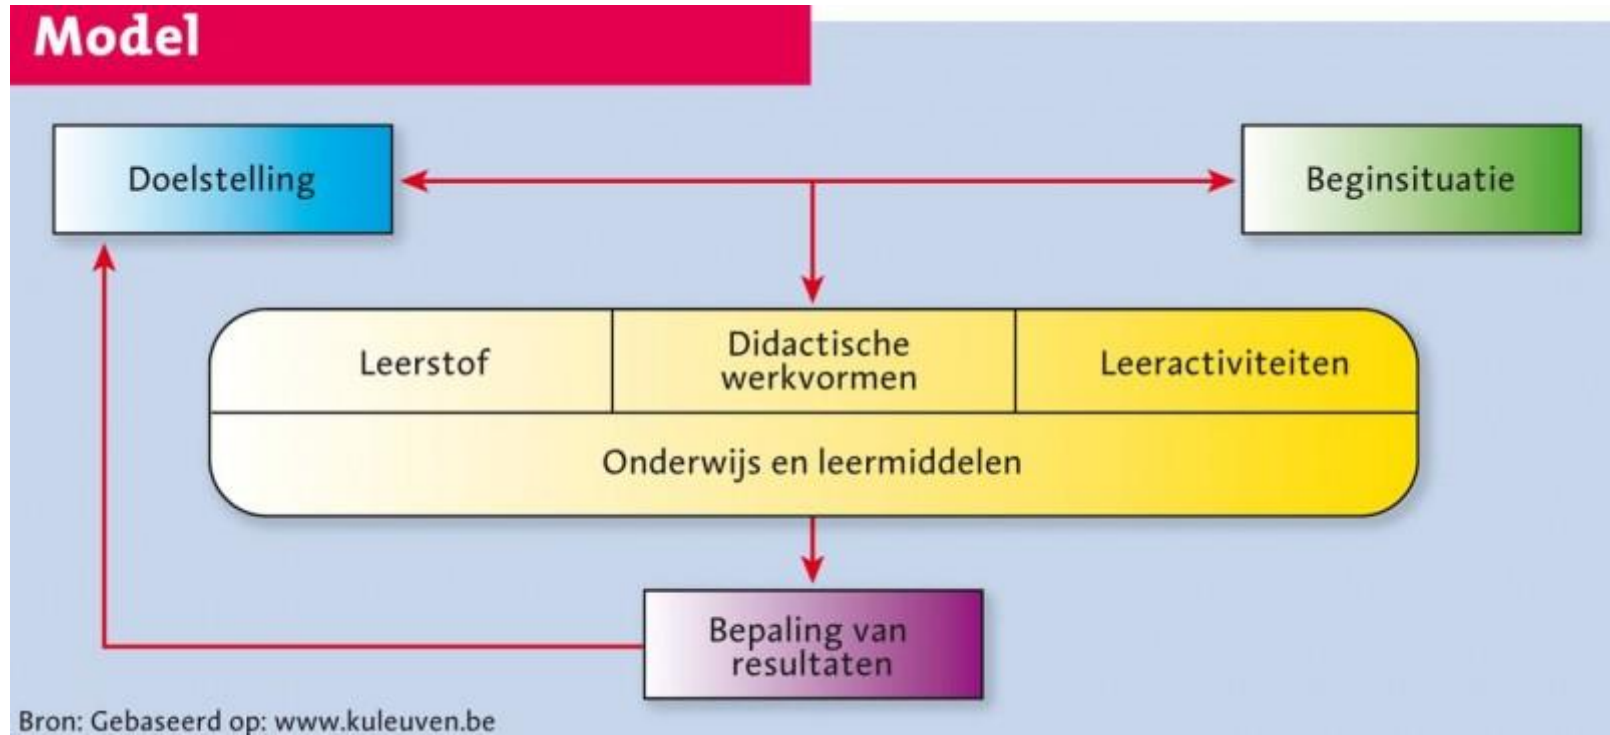 Model
Doelstelling
Beginsituatie
Leerstof
Didactische
werkvormen
Leeractiviteiten
Onderwijs en leermiddelen
Bepaling van
resultaten
Bron: Gebaseerd op: www.kuleuven.be